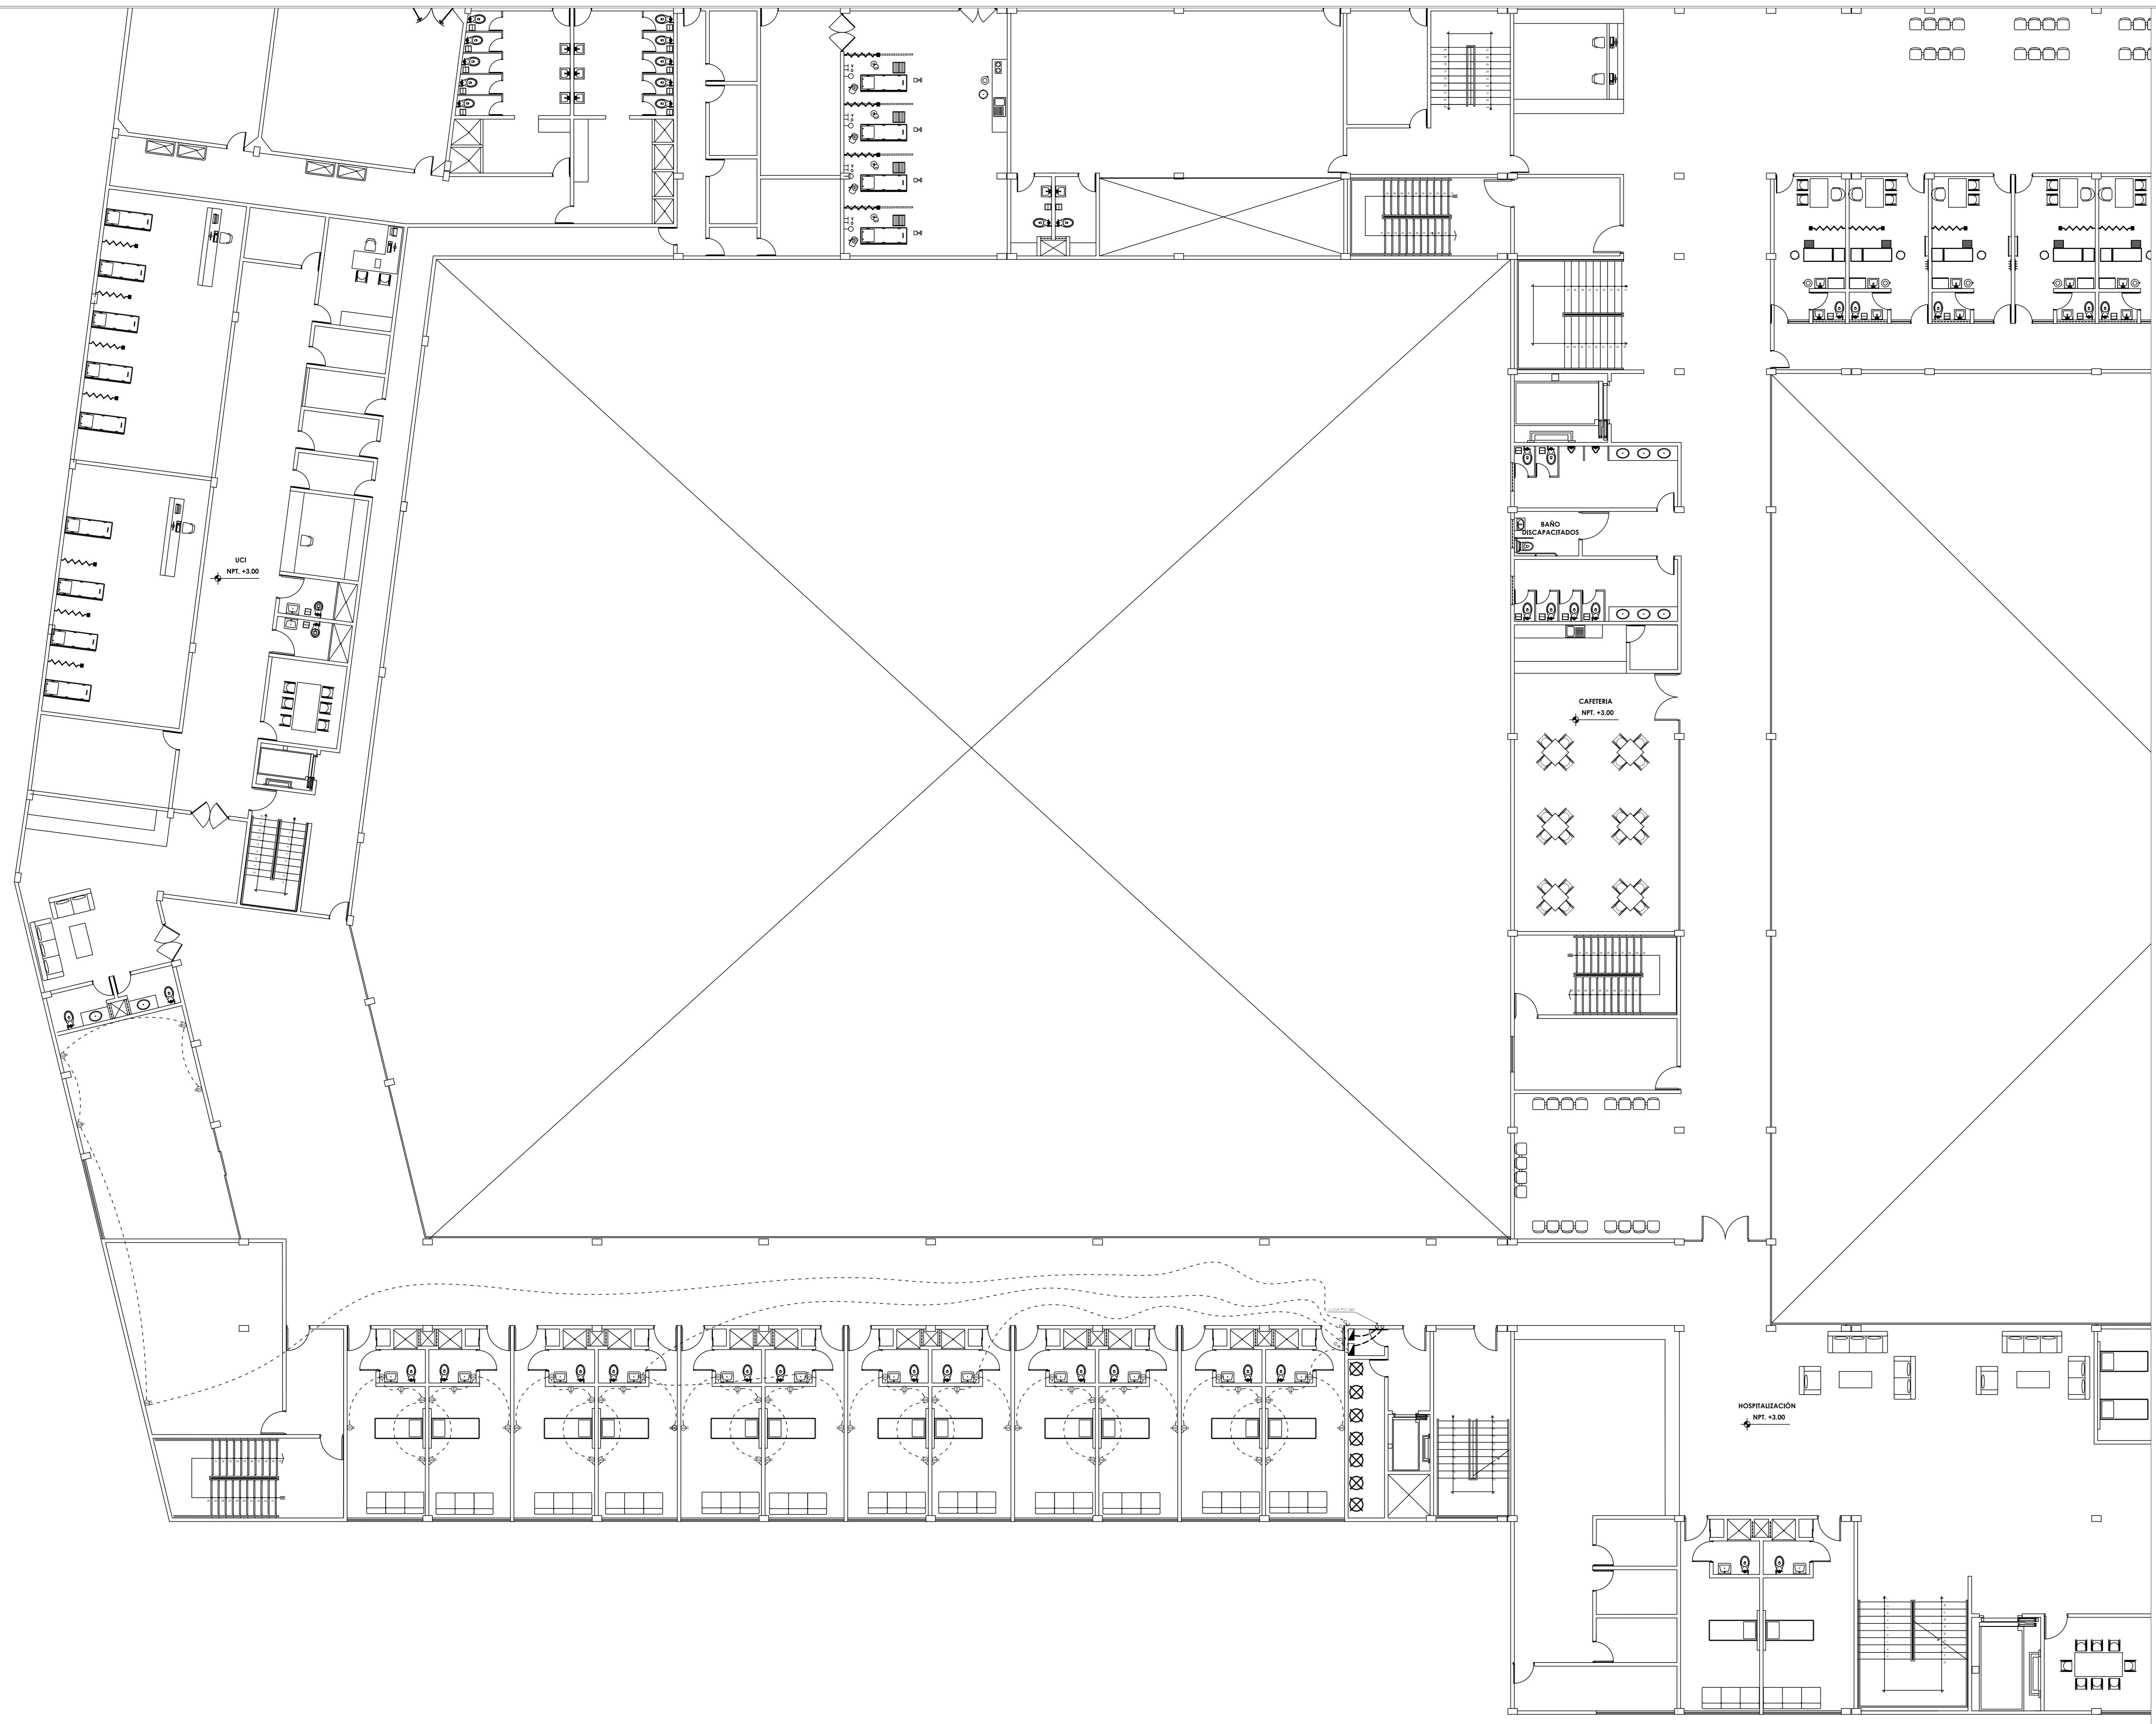 BAÑO
DISCAPACITADOS
UCI
NPT. +3.00
CAFETERIA
NPT. +3.00
HOSPITALIZACIÓN
NPT. +3.00